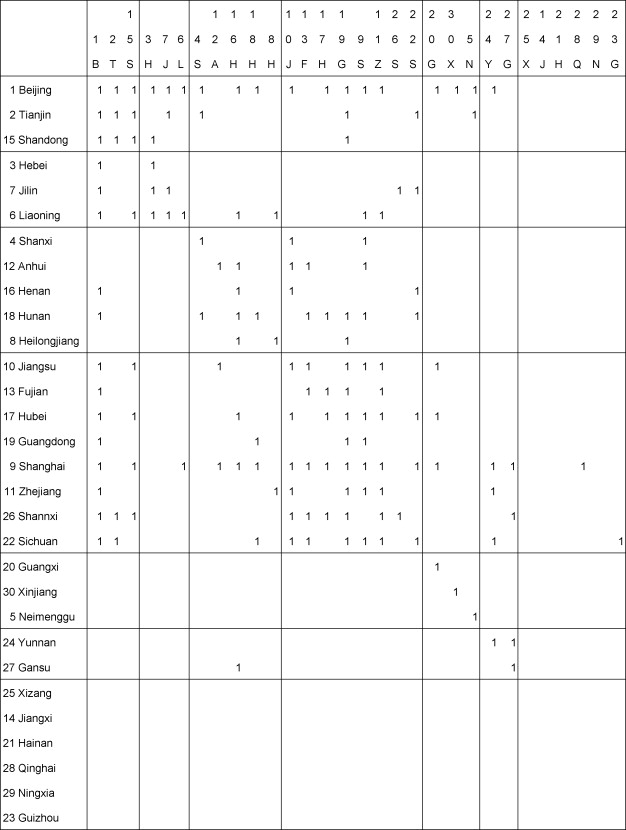 1 1 1 1 1 1 1 1 1 2 2 2 3 2 2 2 1 2 2 2 2
1 2 5 3 7 6 4 2 6 8 8 0 3 7 9 9 1 6 2 0 0 5 4 7 5 4 1 8 9 3
B T S H J L S A H H H J F H G S Z S S G X N Y G X J H Q N G
1 Beijing 1 1 1 1 1 1 1 1 1 1 1 1 1 1 1 1 1 1
2 Tianjin 1 1 1 1 1 1 1 1
15 Shandong 1 1 1 1 1
3 Hebei 1 1
7 Jilin 1 1 1 1 1
6 Liaoning 1 1 1 1 1 1 1 1 1
4 Shanxi 1 1 1
12 Anhui 1 1 1 1 1
16 Henan 1 1 1 1
18 Hunan 1 1 1 1 1 1 1 1 1
8 Heilongjiang 1 1 1
10 Jiangsu 1 1 1 1 1 1 1 1 1
13 Fujian 1 1 1 1 1
17 Hubei 1 1 1 1 1 1 1 1 1 1
19 Guangdong 1 1 1 1
9 Shanghai 1 1 1 1 1 1 1 1 1 1 1 1 1 1 1 1 1
11 Zhejiang 1 1 1 1 1 1 1
26 Shannxi 1 1 1 1 1 1 1 1 1 1
22 Sichuan 1 1 1 1 1 1 1 1 1 1 1
20 Guangxi 1
30 Xinjiang 1
5 Neimenggu 1
24 Yunnan 1 1
27 Gansu 1 1
25 Xizang
14 Jiangxi
21 Hainan
28 Qinghai
29 Ningxia
23 Guizhou